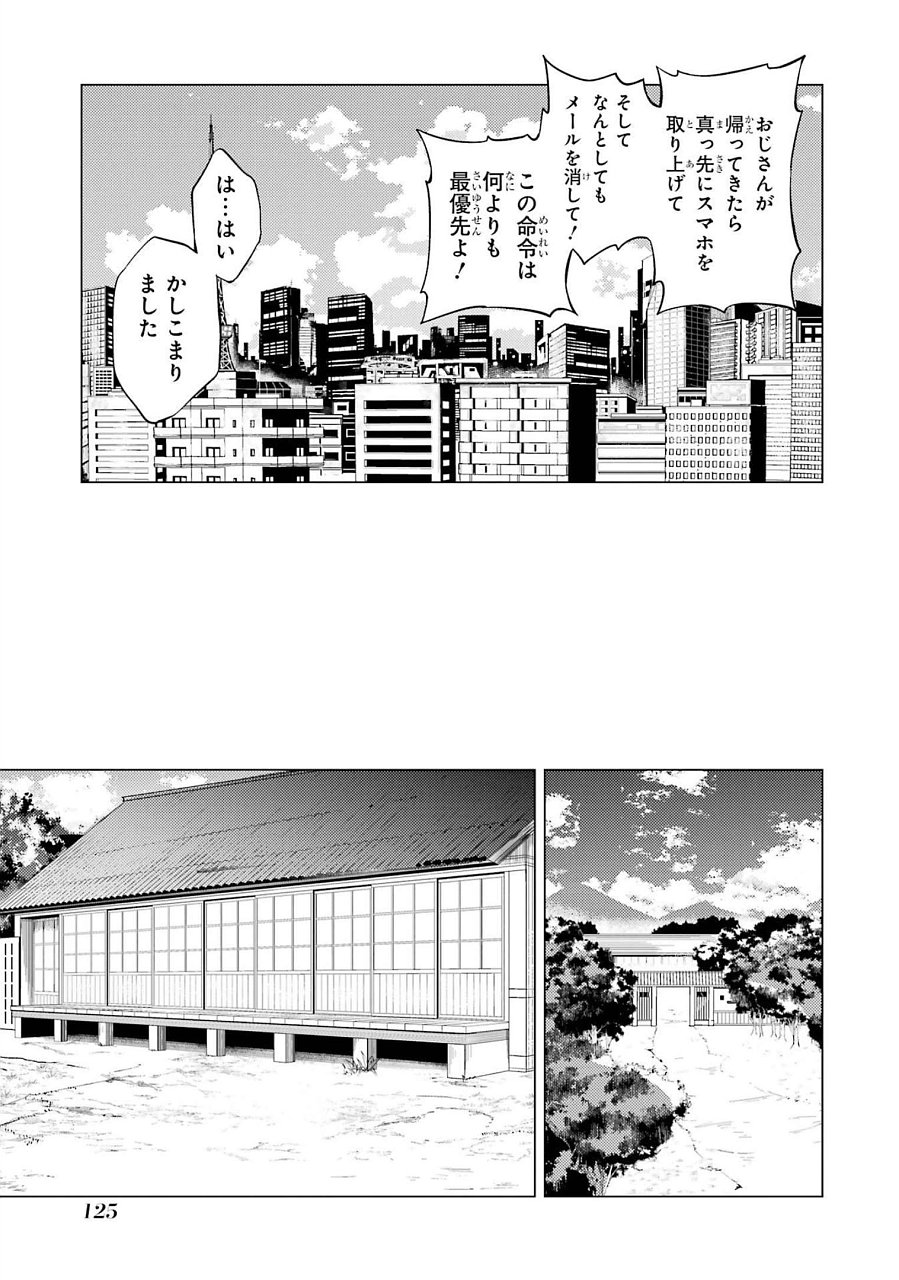 おじさんが
帰ってきたら
真っ先にスマホを
取り上げて
そして
なんとしても
メールを消して！
この命令は
何よりも
最優先よ！
は…はい
かしこまり
ました
125